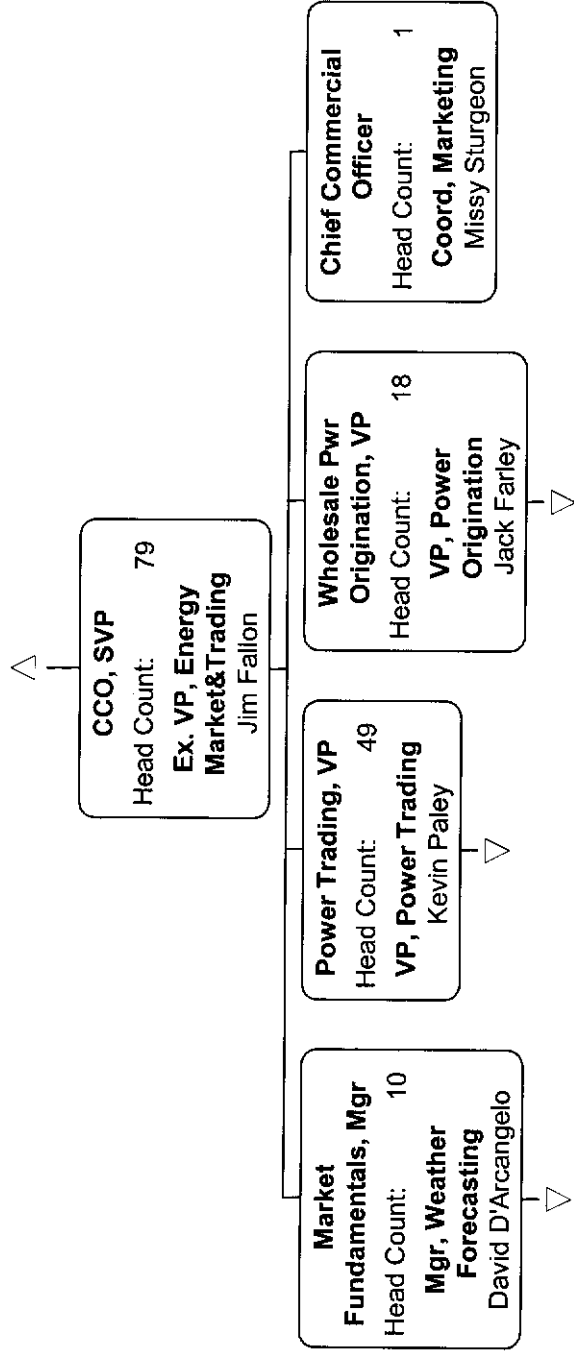 CCO, SVP
Head Count: 79
Ex. VP, Energy
Market&Trading
Jim Fallon
Market
Fundamentals, Mgr
Head Count: 10
Mgr, Weather
Forecasting
David D'Arcangelo
Power Trading, VP
Head Count: 49
VP, Power Trading
Kevin Paley
Wholesale Pwr
Origination, VP
Head Count: 18
VP, Power
Origination
Jack Farley
Chief Commercial
Officer
Head Count: 1
Coord, Marketing
Missy Sturgeon